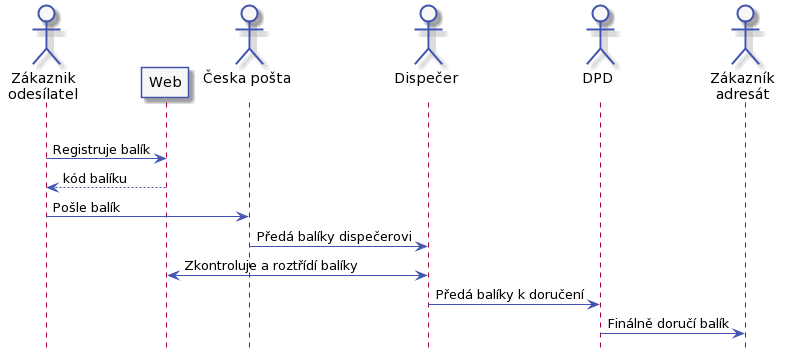 Zákaznik
odesílatel
Web
Česka pošta
Dispečer
DPD
Zákazník
adresát
Registruje balík
kód balíku
Pošle balík
Předá balíky dispečerovi
Zkontroluje a roztřídí balíky
Předá balíky k doručení
Finálně doručí balík